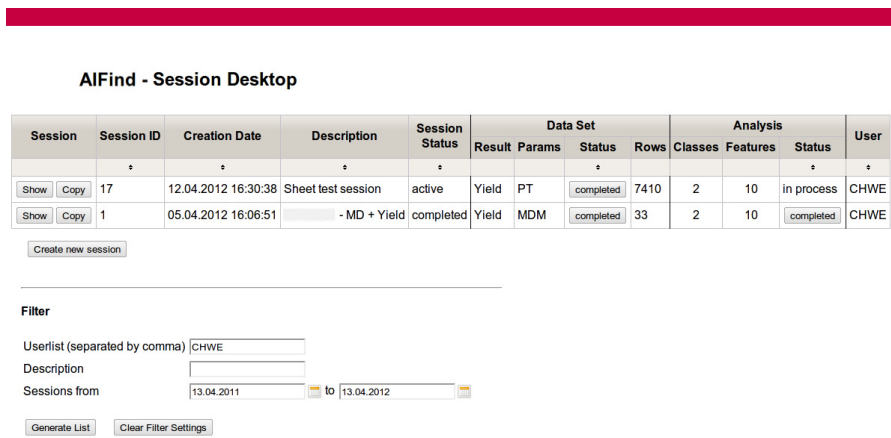 AIFind - Session Desktop
Session Session ID Creation Date Description Session Status Data Set Analysis User
Result Params Status Rows Classes Features Status
Show Copy 17 12.04.2012 16:30:38 Sheet test session active Yield PT completed 7410 2 10 in process CHWE
Show Copy 1 05.04.2012 16:06:51 - MD + Yield completed Yield MDM completed 33 2 10 completed CHWE
Create new session
Filter
Userlist (separated by comma) CHWE
Description
Sessions from 13.04.2011 to 13.04.2012
Generate List Clear Filter Settings